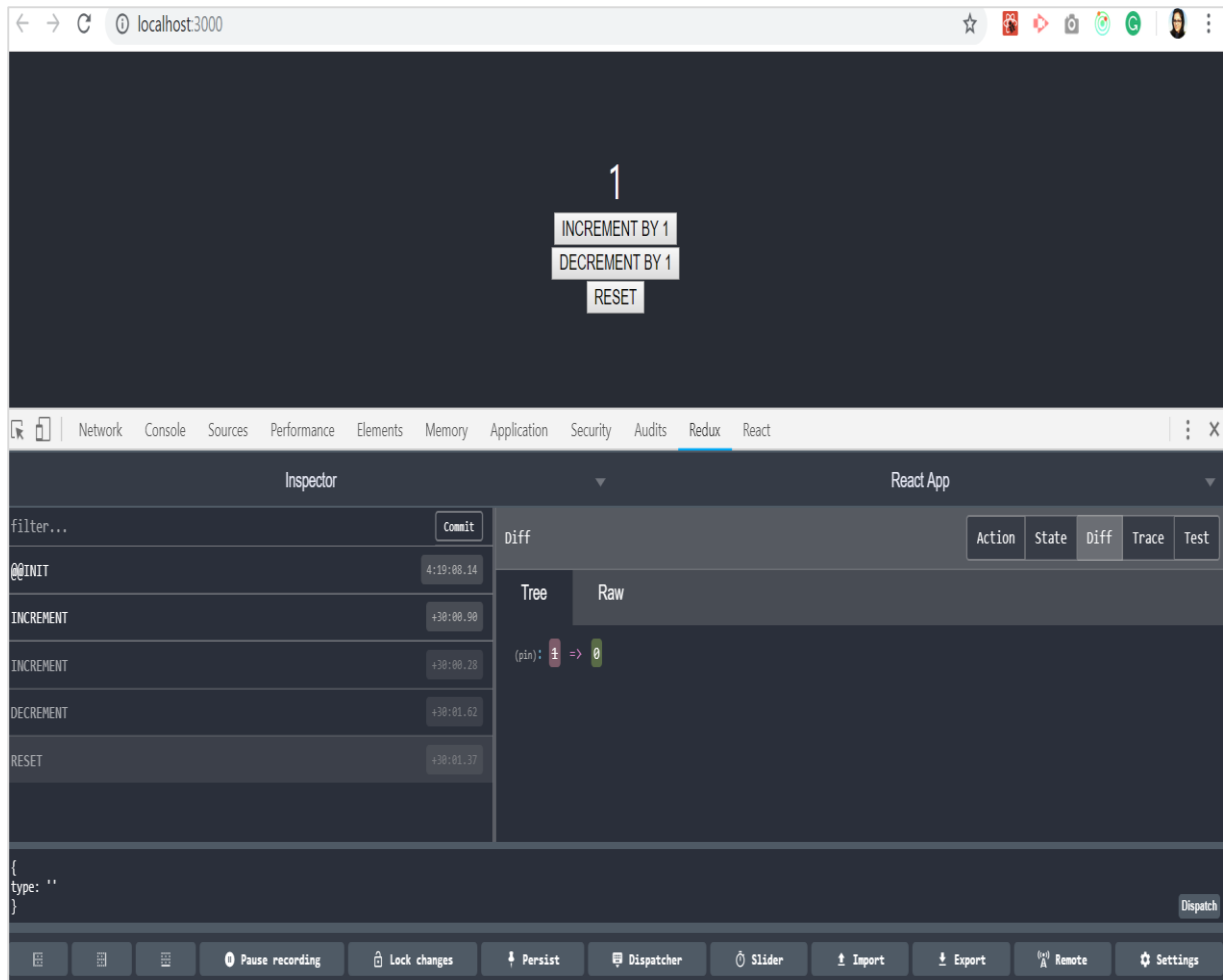 localhost:3000
G
1
INCREMENT BY 1
DECREMENT BY 1
RESET
Network Console Sources Performance Elements Memory Application Security Audits Redux React
Inspector React App
filter... Commit
Diff Action State Diff Trace Test
@@INIT 4:19:08.14
Tree Raw
INCREMENT +30:00.90
(pin): 1 => 0
INCREMENT +30:00.28
DECREMENT +30:01.62
RESET +30:01.37
{
type: ''
}
Dispatch
Pause recording Lock changes Persist Dispatcher Slider Import Export Remote Settings